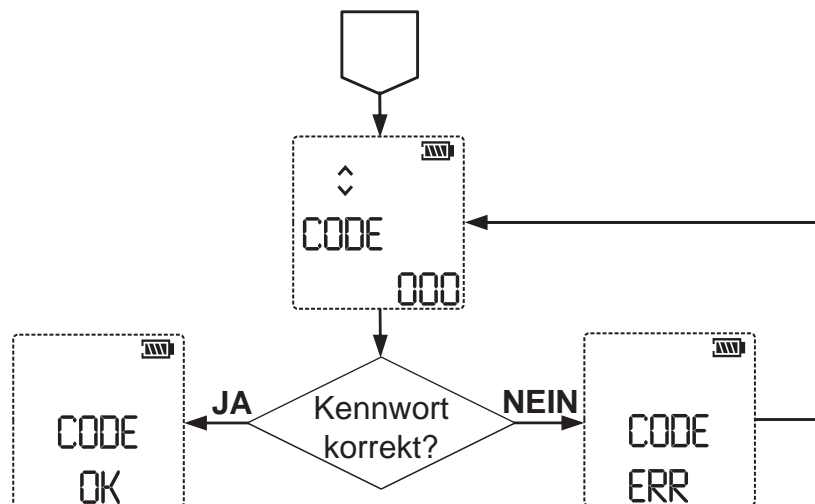 CODE
000
JA
Kennwort
korrekt?
NEIN
CODE
OK
CODE
ERR